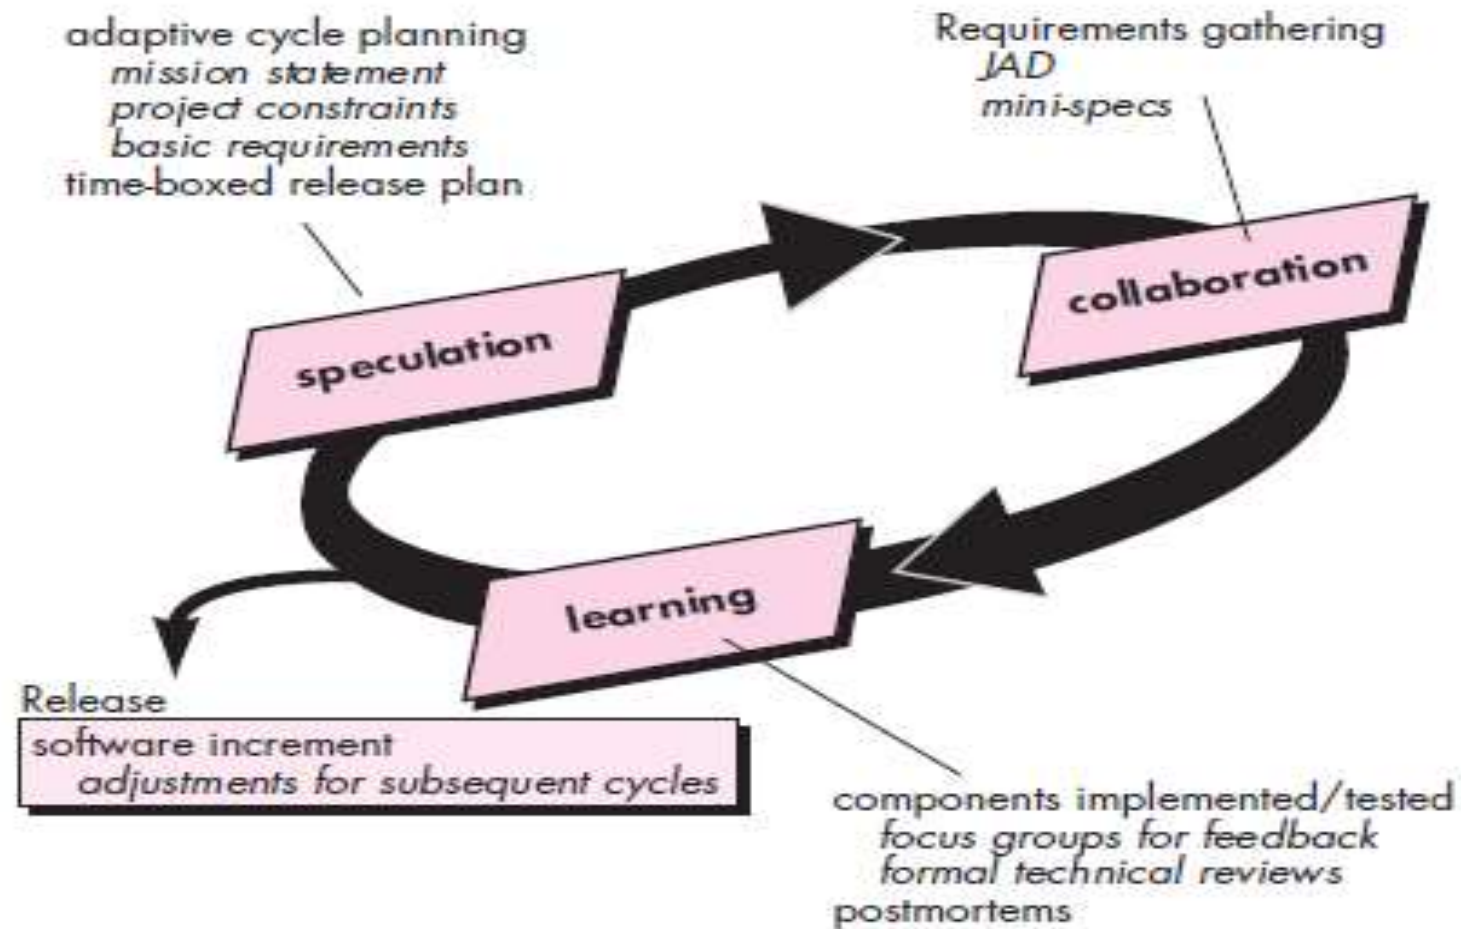 adaptive cycle planning
mission statement
project constraints
basic requirements
time-boxed release plan
Requirements gathering
JAD
mini-specs
speculation
collaboration
learning
Release
software increment
adjustments for subsequent cycles
components implemented/tested
focus groups for feedback
formal technical reviews
postmortems